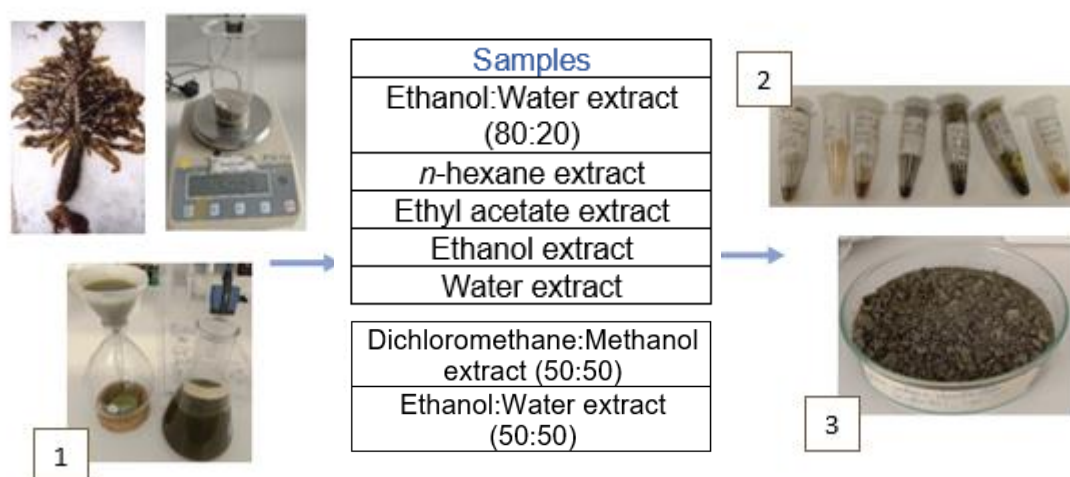 Samples
Ethanol:Water extract
(80:20)
n-hexane extract
Ethyl acetate extract
Ethanol extract
Water extract
Dichloromethane:Methanol
extract (50:50)
Ethanol:Water extract
(50:50)
1
2
3